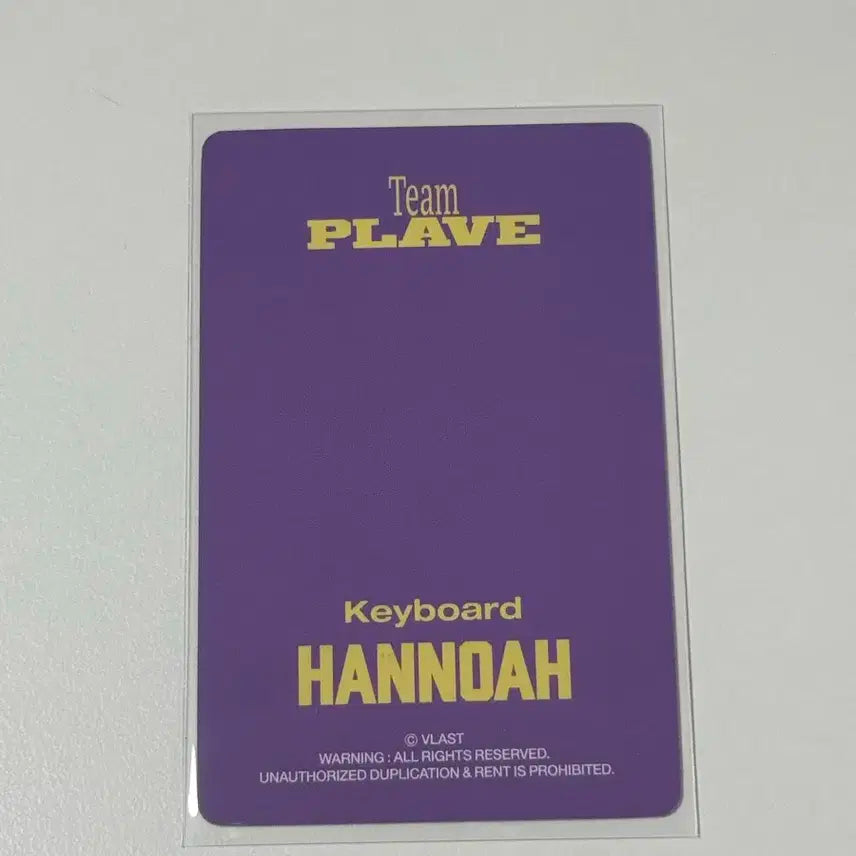 Team
PLAVE
Keyboard
HANNOAH
© VLAST
WARNING : ALL RIGHTS RESERVED.
UNAUTHORIZED DUPLICATION & RENT IS PROHIBITED.